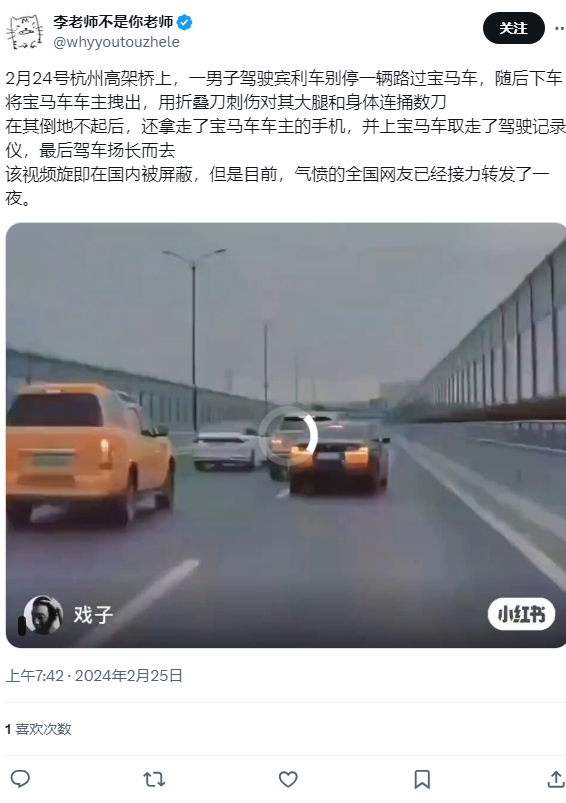 李老师不是你老师
@whyyoutouzhele
关注
2月24号杭州高架桥上，一男子驾驶宾利车别停一辆路过宝马车，随后下车
将宝马车车主拽出，用折叠刀刺伤对其大腿和身体连捅数刀
在其倒地不起后，还拿走了宝马车车主的手机，并上宝马车取走了驾驶记录
仪，最后驾车扬长而去
该视频旋即在国内被屏蔽，但是目前，气愤的全国网友已经接力转发了一
夜。
戏子
小红书
上午7:42 · 2024年2月25日
1 喜欢次数